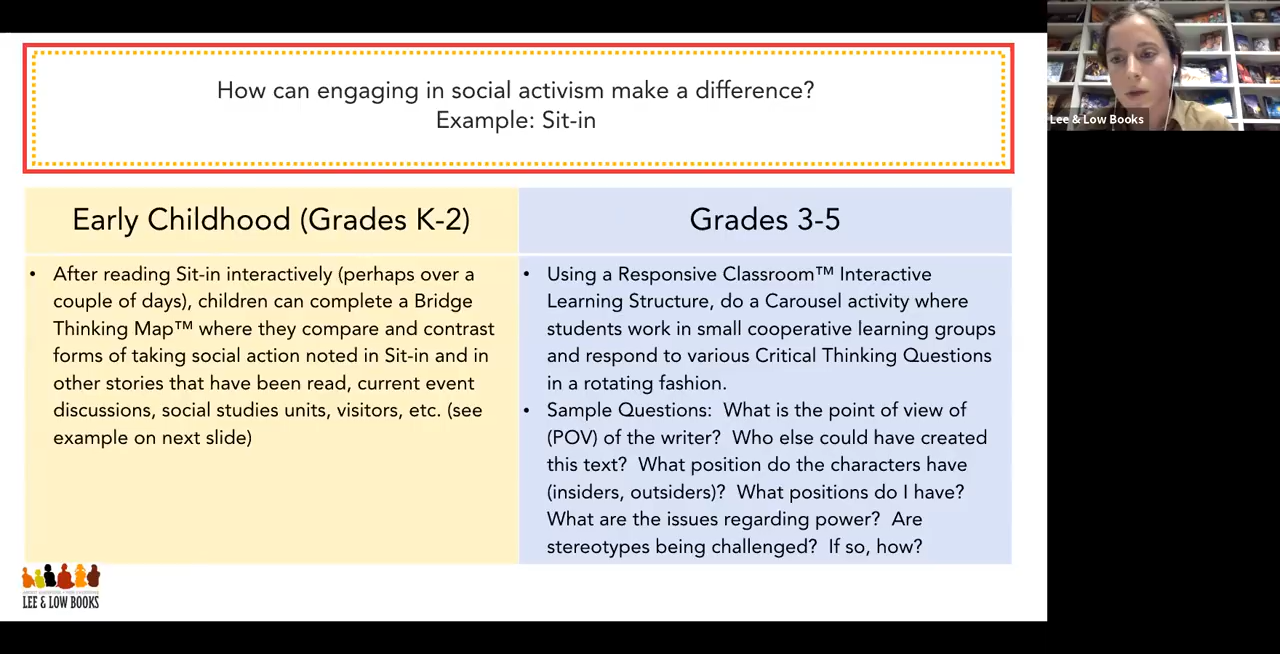 How can engaging in social activism make a difference?
Example: Sit-in
Lee & Low Books
Early Childhood (Grades K-2)
• After reading Sit-in interactively (perhaps over a
couple of days), children can complete a Bridge
Thinking Map™ where they compare and contrast
forms of taking social action noted in Sit-in and in
other stories that have been read, current event
discussions, social studies units, visitors, etc. (see
example on next slide)
Grades 3-5
• Using a Responsive Classroom™ Interactive
Learning Structure, do a Carousel activity where
students work in small cooperative learning groups
and respond to various Critical Thinking Questions
in a rotating fashion.
• Sample Questions:  What is the point of view of
(POV) of the writer?  Who else could have created
this text?  What position do the characters have
(insiders, outsiders)?  What positions do I have?
What are the issues regarding power?  Are
stereotypes being challenged?  If so, how?
LEE & LOW BOOKS